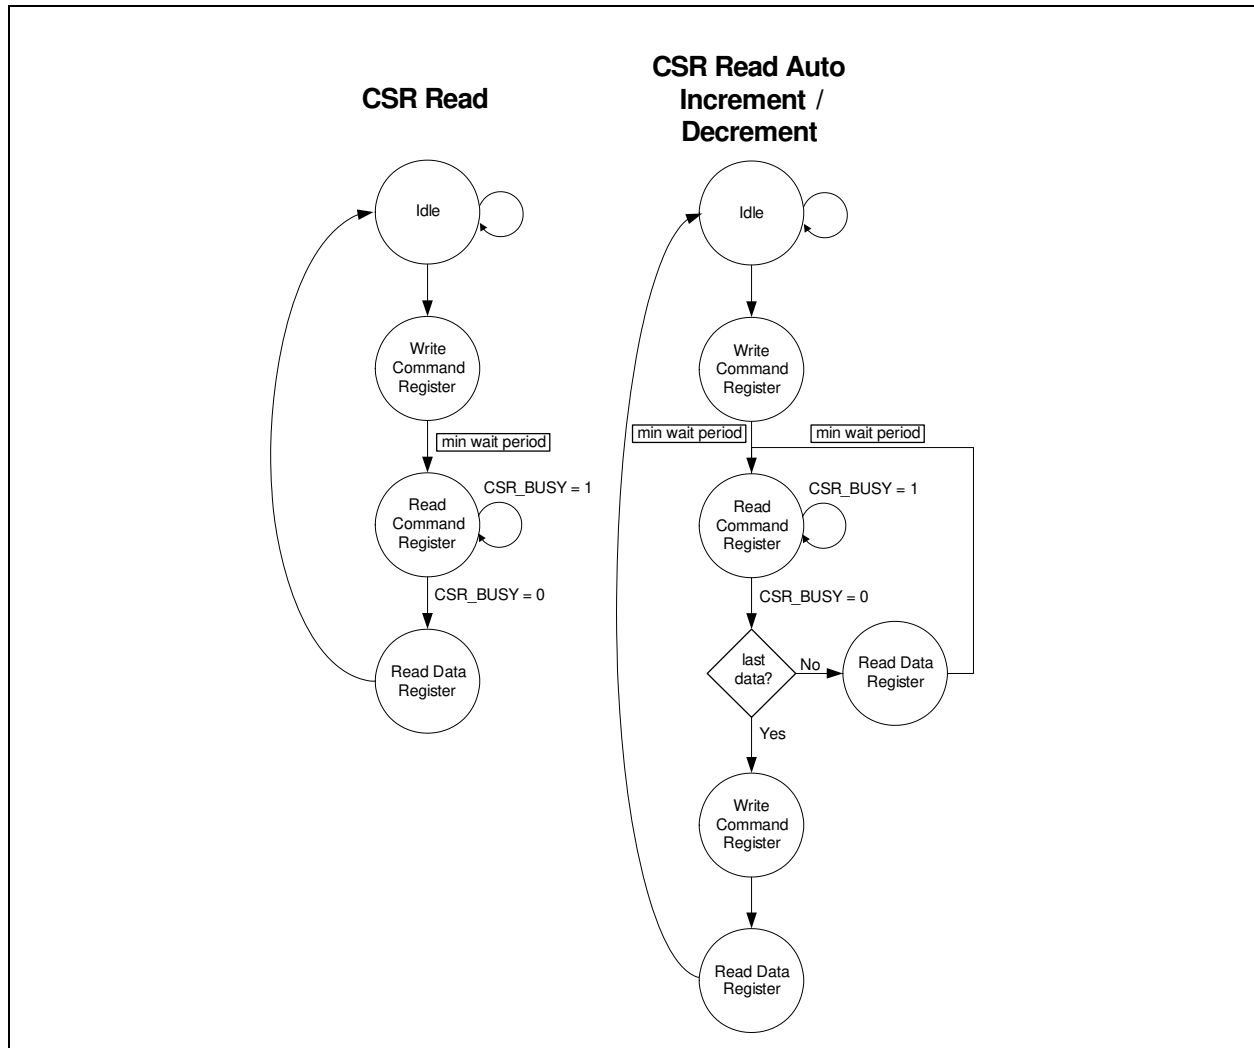 CSR Read
Idle
Write
Command
Register
min wait period
Read
Command
Register
CSR_BUSY = 1
CSR_BUSY = 0
Read Data
Register
CSR Read Auto
Increment /
Decrement
Idle
Write
Command
Register
min wait period
min wait period
Read
Command
Register
CSR_BUSY = 1
CSR_BUSY = 0
last
data?
No
Read Data
Register
Yes
Write
Command
Register
Read Data
Register